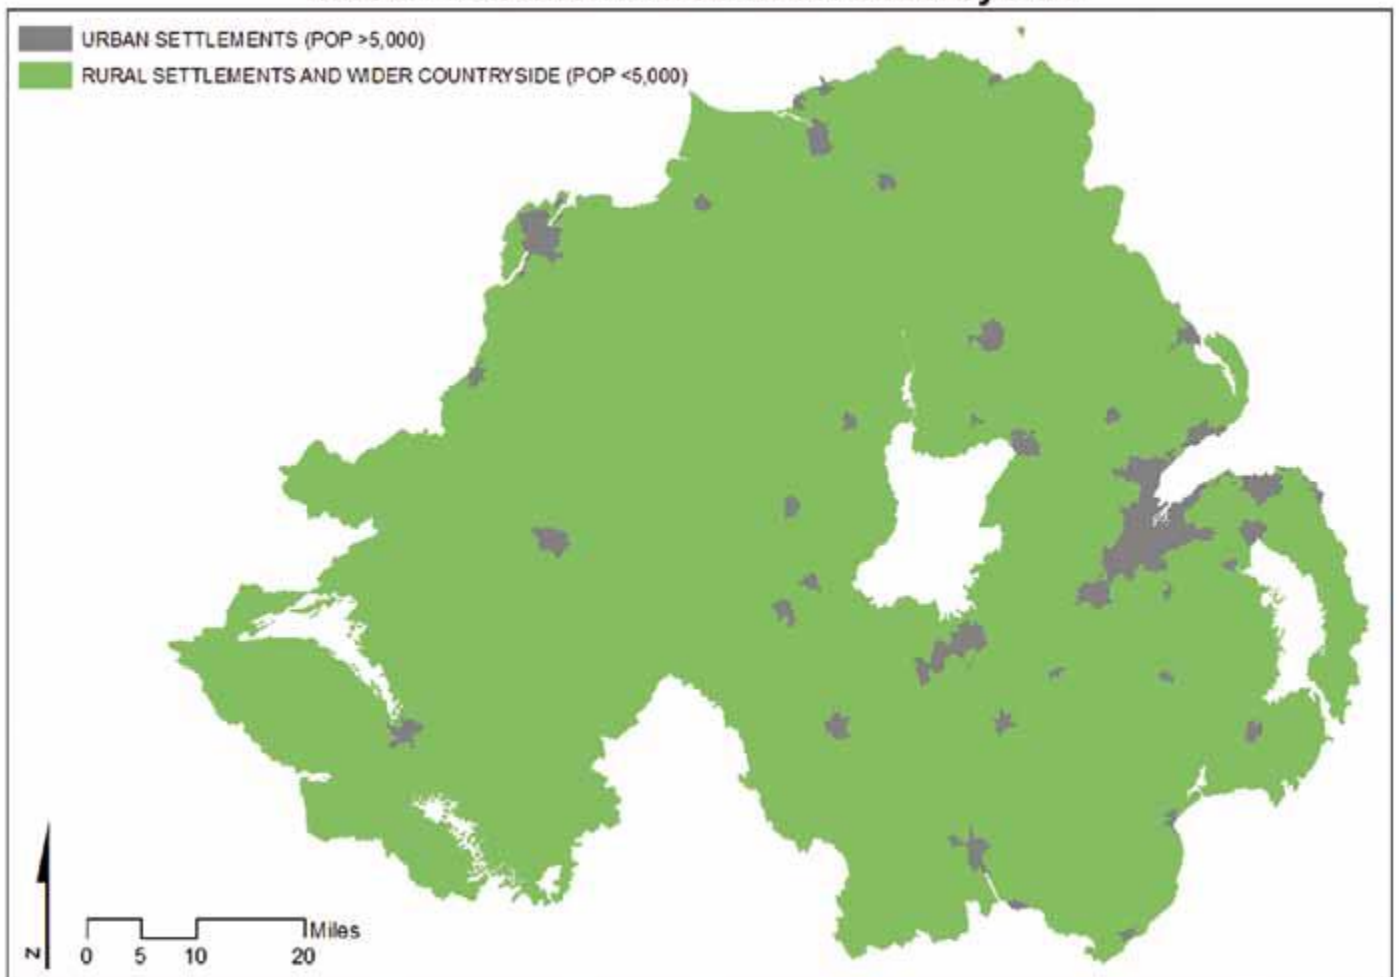 URBAN SETTLEMENTS (POP >5,000)
RURAL SETTLEMENTS AND WIDER COUNTRYSIDE (POP <5,000)
Miles
0 5 10 20
N